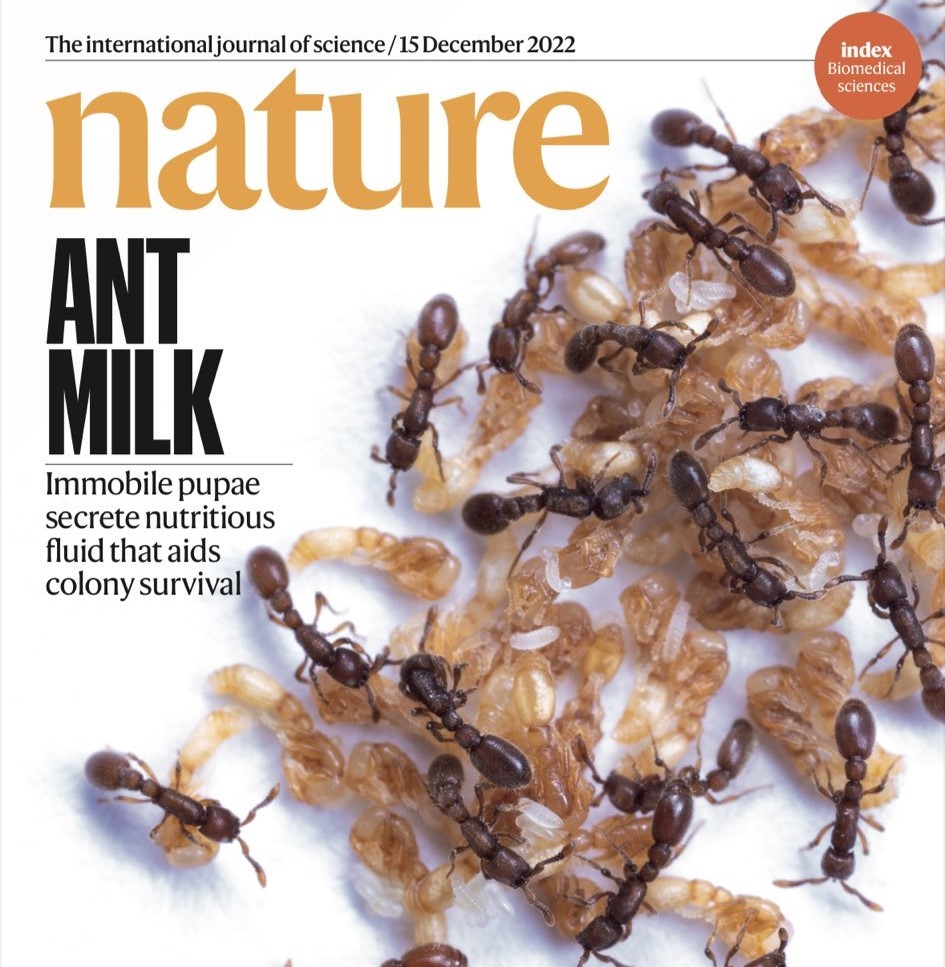 The international journal of science / 15 December 2022
index
Biomedical
sciences
nature
ANT
MILK
Immobile pupae
secrete nutritious
fluid that aids
colony survival